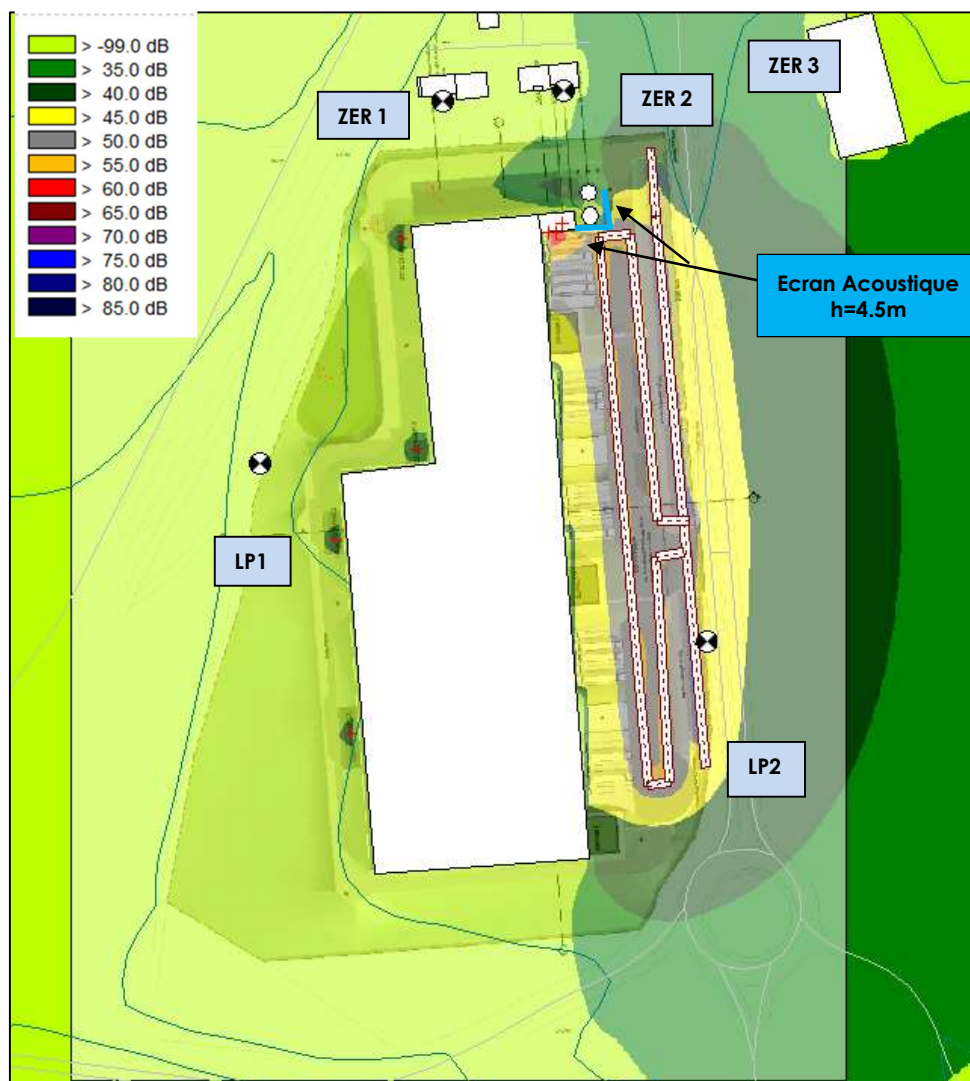 > -99.0 dB
> 35.0 dB
> 40.0 dB
> 45.0 dB
> 50.0 dB
> 55.0 dB
> 60.0 dB
> 65.0 dB
> 70.0 dB
> 75.0 dB
> 80.0 dB
> 85.0 dB
ZER 1
ZER 2
ZER 3
Ecran Acoustique
h=4.5m
LP1
LP2